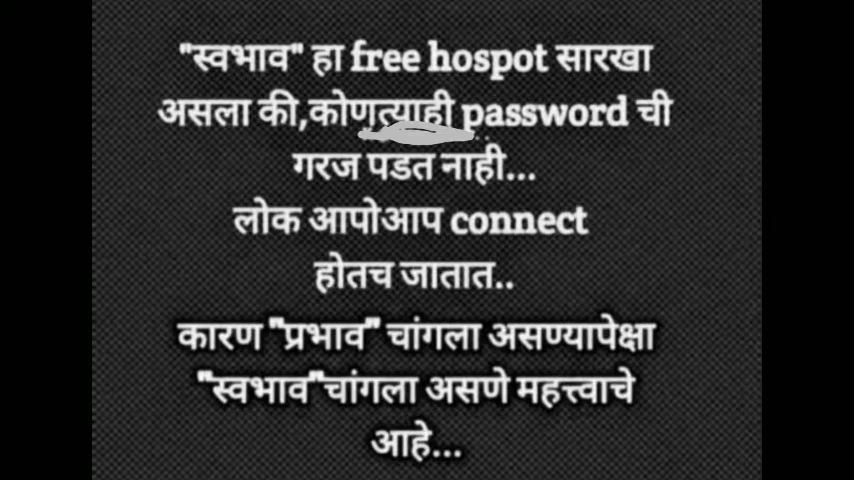 "स्वभाव" हा free hospot सारखा
असला की,कोणत्याही password ची
गरज पडत नाही...
लोक आपोआप connect
होतच जातात..
कारण "प्रभाव" चांगला असण्यापेक्षा
"स्वभाव"चांगला असणे महत्त्वाचे
आहे...